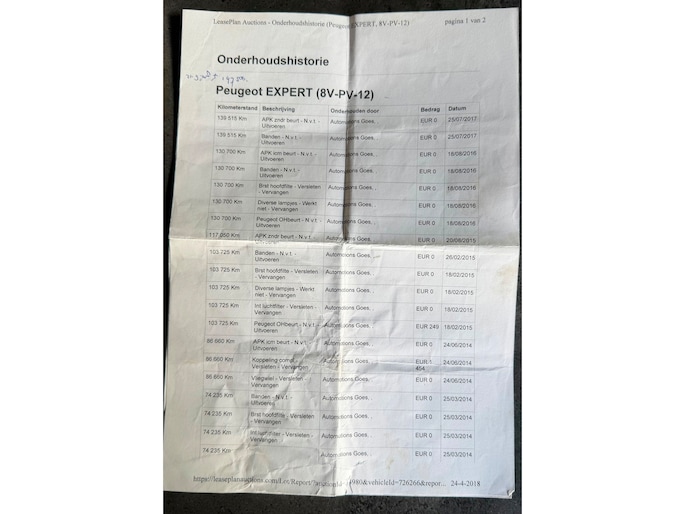 LeasePlan Auctions - Onderhoudshistorie (Peugeot EXPERT, 8V-PV-12) pagina 1 van 2
Onderhoudshistorie
Peugeot EXPERT (8V-PV-12)
Kilometerstand Beschrijving Onderhouden door Bedrag Datum
139 515 Km APK zndr beurt - N.v.t. - Automotions Goes. . EUR 0 25/07/2017
Uitvoeren
139 515 Km Banden - N.v.t. - Automotions Goes. . EUR 0 25/07/2017
Uitvoeren
130 700 Km APK icm beurt - N.v.t. - Automotions Goes. . EUR 0 18/08/2016
Uitvoeren
130 700 Km Banden - N.v.t. - Automotions Goes. . EUR 0 18/08/2016
Uitvoeren
130 700 Km Brst hoofdfilte - Versleten Automotions Goes. . EUR 0 18/08/2016
- Vervangen
130 700 Km Diverse lampjes - Werkt Automotions Goes. . EUR 0 18/08/2016
niet - Vervangen
130 700 Km Peugeot OHbeurt - N.v.t. Automotions Goes. . EUR 0 18/08/2016
- Uitvoeren
117 050 Km APK zndr beurt - N.v.t. - Automotions Goes. . EUR 0 20/08/2015
Uitvoeren
103 725 Km Banden - N.v.t. - Automotions Goes. . EUR 0 26/02/2015
Uitvoeren
103 725 Km Brst hoofdfilte - Versleten Automotions Goes. . EUR 0 18/02/2015
- Vervangen
103 725 Km Diverse lampjes - Werkt Automotions Goes. . EUR 0 18/02/2015
niet - Vervangen
103 725 Km Int luchtfilter - Versleten - Automotions Goes. . EUR 0 18/02/2015
Vervangen
103 725 Km Peugeot OHbeurt - N.v.t. - Automotions Goes. . EUR 249 18/02/2015
Uitvoeren
86 660 Km APK icm beurt - N.v.t. - Automotions Goes. . EUR 0 24/06/2014
Uitvoeren
86 660 Km Koppeling compl - Automotions Goes. . EUR 1 24/06/2014
Versleten - Vervangen 454
86 660 Km Vliegwiel - Versleten - Automotions Goes. . EUR 0 24/06/2014
Vervangen
74 235 Km Banden - N.v.t. - Automotions Goes. . EUR 0 25/03/2014
Uitvoeren
74 235 Km Brst hoofdfilte - Versleten Automotions Goes. . EUR 0 25/03/2014
- Vervangen
74 235 Km Int luchtfilter - Versleten - Automotions Goes. . EUR 0 25/03/2014
Vervangen
74 235 Km Automotions Goes. . EUR 0 25/03/2014
24-4-2018